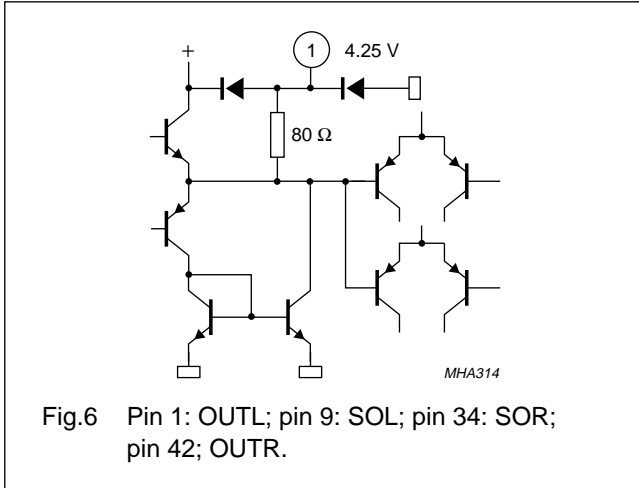 +
1 4.25 V
80 Ω
MHA314
Fig.6 Pin 1: OUTL; pin 9: SOL; pin 34: SOR;
pin 42; OUTR.